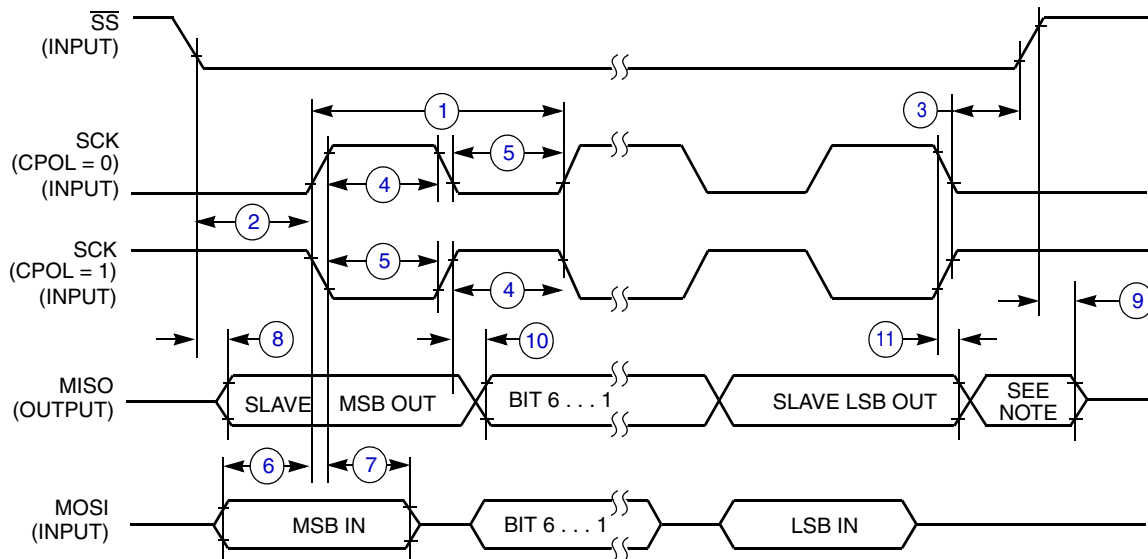 SS
(INPUT)
1
3
SCK
(CPOL = 0)
(INPUT)
5
4
2
SCK
(CPOL = 1)
(INPUT)
5
4
9
8
10
11
MISO
(OUTPUT)
SLAVE MSB OUT
BIT 6 . . . 1
SLAVE LSB OUT
SEE
NOTE
6
7
MOSI
(INPUT)
MSB IN
BIT 6 . . . 1
LSB IN